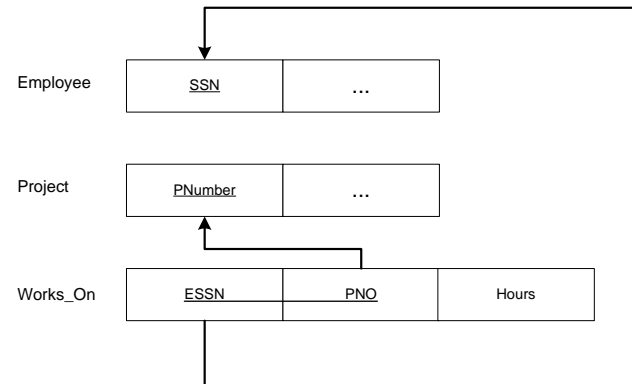 Employee SSN ...
Project PNumber ...
Works_On ESSN PNO Hours